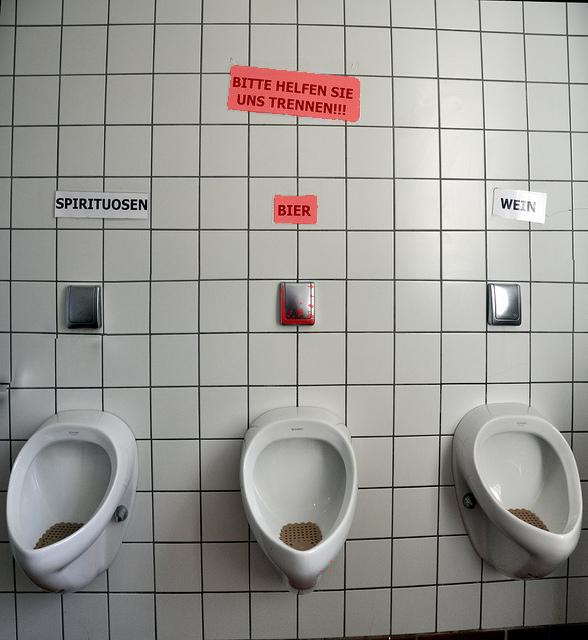 BITTE HELFEN SIE
UNS TRENNEN!!!
SPIRITUOSEN
BIER
WEIN